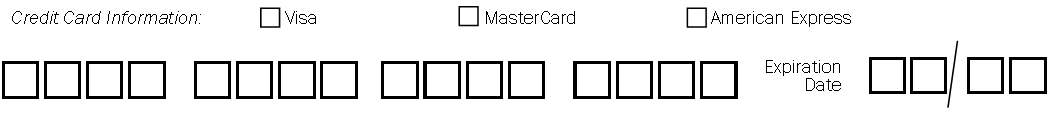 Credit Card Information: Visa MasterCard American Express
Expiration
Date /